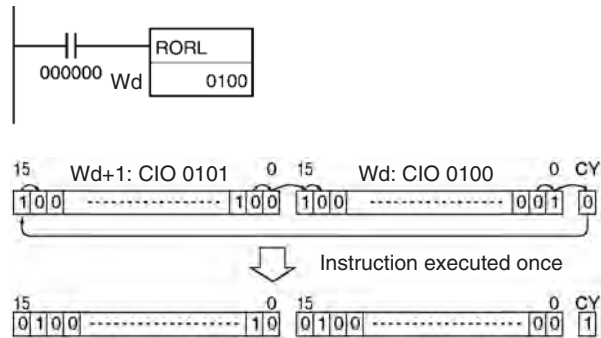 RORL
000000 Wd 0100
15 Wd+1: CIO 0101 0 15 Wd: CIO 0100 0 CY
1 0 0 1 0 0 1 0 0 0 0 1 0
Instruction executed once
15 0 15 0 CY
0 1 0 0 1 0 0 1 0 0 0 0 1